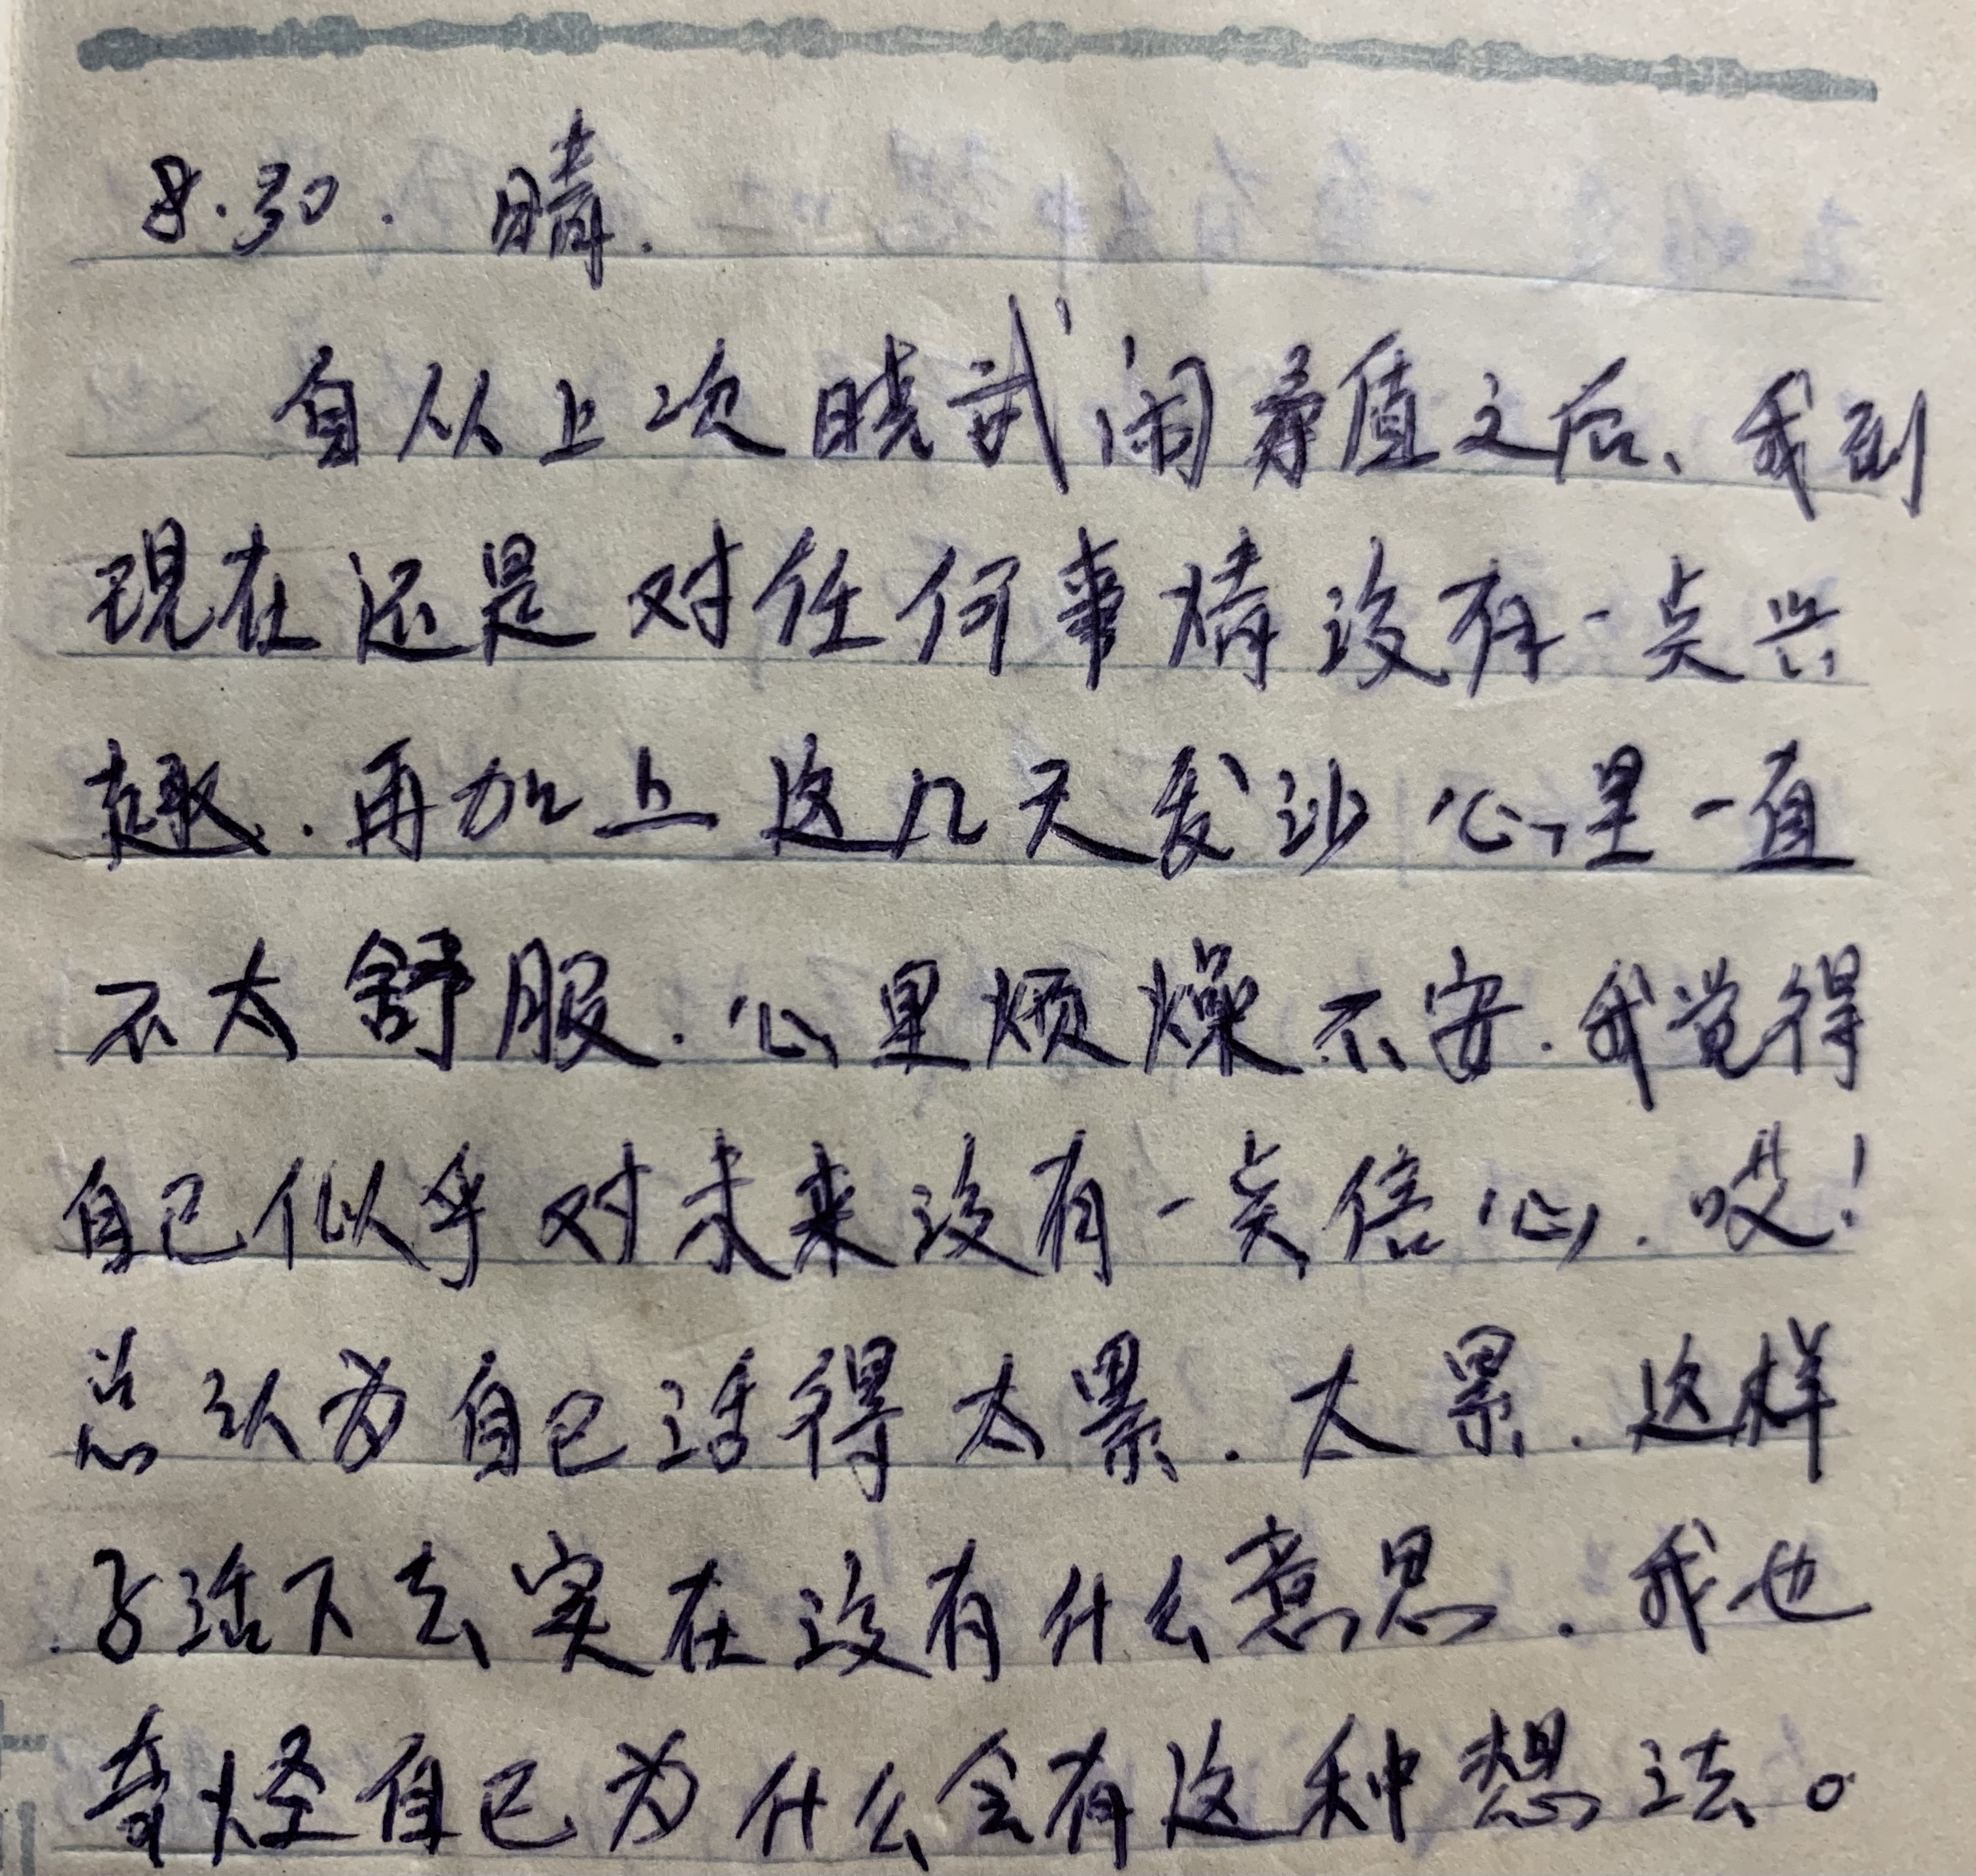 8.30. 晴.
自从上次晓武闹矛值之后、我到
现在还是对任何事情没有一点兴
趣.再加上这几天发沙心里一直
不太舒服.心里烦燥不安.我觉得
自己似乎对未来没有一点信心.哎!
总认为自己活得太累.太累.这样
子活下去实在没有什么意思.我也
奇怪自己为什么会有这种想法。